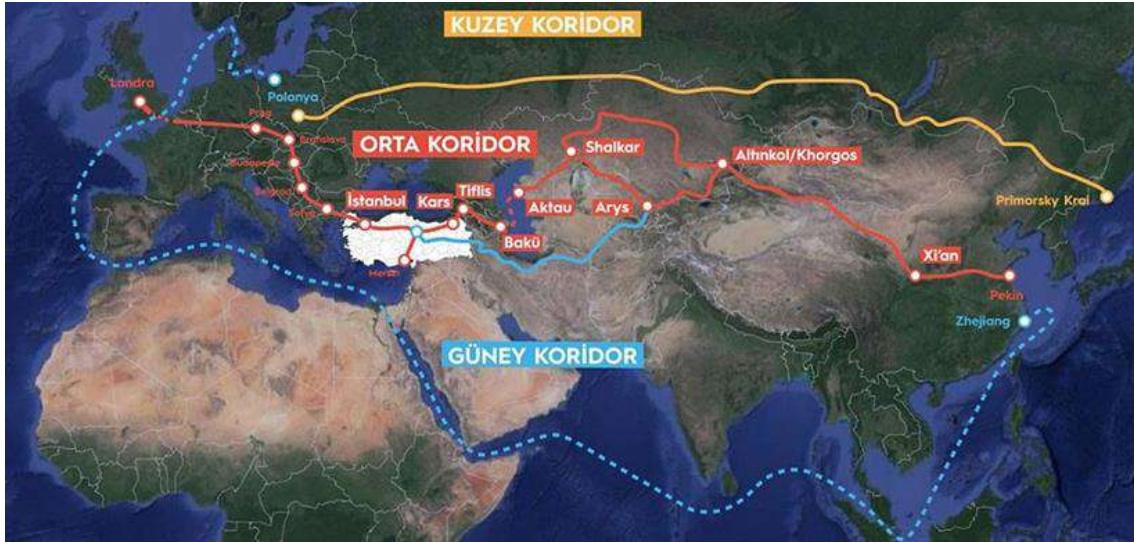 KUZEY KORİDOR
Londra
Polonya
Prag
Bratislava
ORTA KORİDOR
Shalkar
Altınkol/Khorgos
Budapeşte
Belgrad
İstanbul
Kars
Tiflis
Aktau
Arys
Primorsky Krai
Sofya
Bakü
Mersin
Xi'an
Pekin
Zhejiang
GÜNEY KORİDOR